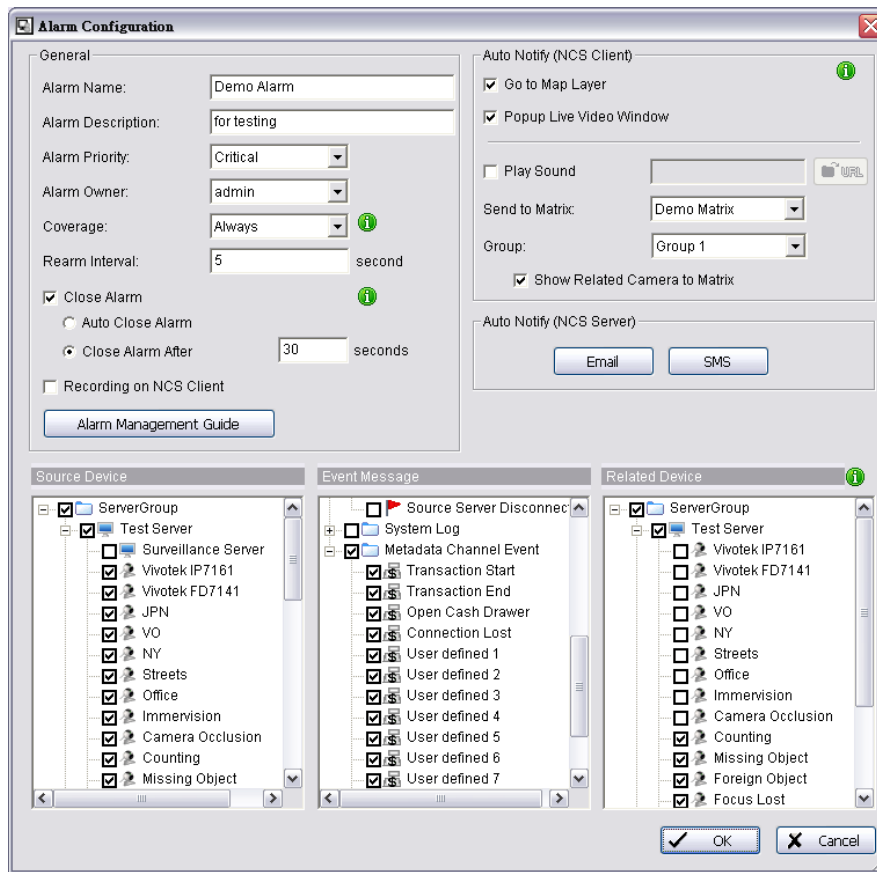 Alarm Configuration
General
Alarm Name: Demo Alarm
Alarm Description: for testing
Alarm Priority: Critical
Alarm Owner: admin
Coverage: Always
Rearm Interval: 5 second
Close Alarm
Auto Close Alarm
Close Alarm After 30 seconds
Recording on NCS Client
Alarm Management Guide
Auto Notify (NCS Client)
Go to Map Layer
Popup Live Video Window
Play Sound URL
Send to Matrix: Demo Matrix
Group: Group 1
Show Related Camera to Matrix
Auto Notify (NCS Server)
Email SMS
Source Device
ServerGroup
Test Server
Surveillance Server
Vivotek IP7161
Vivotek FD7141
JPN
VO
NY
Streets
Office
Immervision
Camera Occlusion
Counting
Missing Object
Event Message
Source Server Disconnec
System Log
Metadata Channel Event
Transaction Start
Transaction End
Open Cash Drawer
Connection Lost
User defined 1
User defined 2
User defined 3
User defined 4
User defined 5
User defined 6
User defined 7
Related Device
ServerGroup
Test Server
Vivotek IP7161
Vivotek FD7141
JPN
VO
NY
Streets
Office
Immervision
Camera Occlusion
Counting
Missing Object
Foreign Object
Focus Lost
OK Cancel